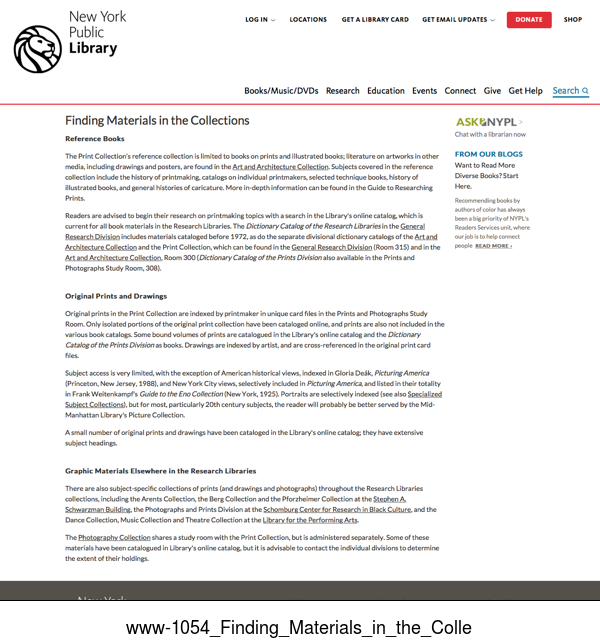 New York
Public
Library
LOG IN
LOCATIONS
GET A LIBRARY CARD
GET EMAIL UPDATES
DONATE
SHOP
Books/Music/DVDs Research Education Events Connect Give Get Help Search
Finding Materials in the Collections
Reference Books
The Print Collection's reference collection is limited to books on prints and illustrated books; literature on artworks in other
media, including drawings and posters, are found in the Art and Architecture Collection. Subjects covered in the reference
collection include the history of printmaking, catalogs on individual printmakers, selected technique books, history of
illustrated books, and general histories of caricature. More in-depth information can be found in the Guide to Researching
Prints.
Readers are advised to begin their research on printmaking topics with a search in the Library's online catalog, which is
current for all book materials in the Research Libraries. The Dictionary Catalog of the Research Libraries in the General
Research Division includes materials cataloged before 1972, as do the separate divisional dictionary catalogs of the Art and
Architecture Collection and the Print Collection, which can be found in the General Research Division (Room 315) and in the
Art and Architecture Collection, Room 300 (Dictionary Catalog of the Prints Division also available in the Prints and
Photographs Study Room, 308).
Original Prints and Drawings
Original prints in the Print Collection are indexed by printmaker in unique card files in the Prints and Photographs Study
Room. Only isolated portions of the original print collection have been cataloged online, and prints are also not included in the
various book catalogs. Some bound volumes of prints are catalogued in the Library's online catalog and the Dictionary
Catalog of the Prints Division as books. Drawings are indexed by artist, and are cross-referenced in the original print card
files.
Subject access is very limited, with the exception of American historical views, indexed in Gloria Deák, Picturing America
(Princeton, New Jersey, 1988), and New York City views, selectively included in Picturing America, and listed in their totality
in Frank Weitenkampf's Guide to the Eno Collection (New York, 1925). Portraits are selectively indexed (see also Specialized
Subject Collections), but for most, particularly 20th century subjects, the reader will probably be better served by the Mid-
Manhattan Library's Picture Collection.
A small number of original prints and drawings have been cataloged in the Library's online catalog; they have extensive
subject headings.
Graphic Materials Elsewhere in the Research Libraries
There are also subject-specific collections of prints (and drawings and photographs) throughout the Research Libraries
collections, including the Arents Collection, the Berg Collection and the Pforzheimer Collection at the Stephen A.
Schwarzman Building, the Photographs and Prints Division at the Schomburg Center for Research in Black Culture, and the
Dance Collection, Music Collection and Theatre Collection at the Library for the Performing Arts.
The Photography Collection shares a study room with the Print Collection, but is administered separately. Some of these
materials have been catalogued in Library's online catalog, but it is advisable to contact the individual divisions to determine
the extent of their holdings.
ASK NYPL >
Chat with a librarian now
FROM OUR BLOGS
Want to Read More
Diverse Books? Start
Here.
Recommending books by
authors of color has always
been a big priority of NYPL's
Readers Services unit, where
our job is to help connect
people READ MORE ›
New York
www-1054_Finding_Materials_in_the_Colle